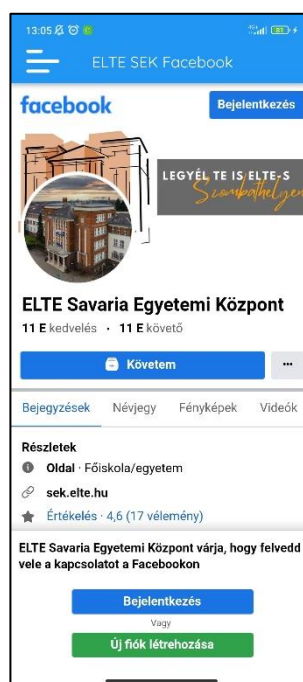 13:05
ELTE SEK Facebook
facebook
Bejelentkezés
LEGYÉL TE IS ELTE-S
Szombathelyen
ELTE Savaria Egyetemi Központ
11 E kedvelés · 11 E követő
Követem
Bejegyzések Névjegy Fényképek Videók
Részletek
Oldal · Főiskola/egyetem
sek.elte.hu
Értékelés · 4,6 (17 vélemény)
ELTE Savaria Egyetemi Központ várja, hogy felvedd
vele a kapcsolatot a Facebookon
Bejelentkezés
Vagy
Új fiók létrehozása